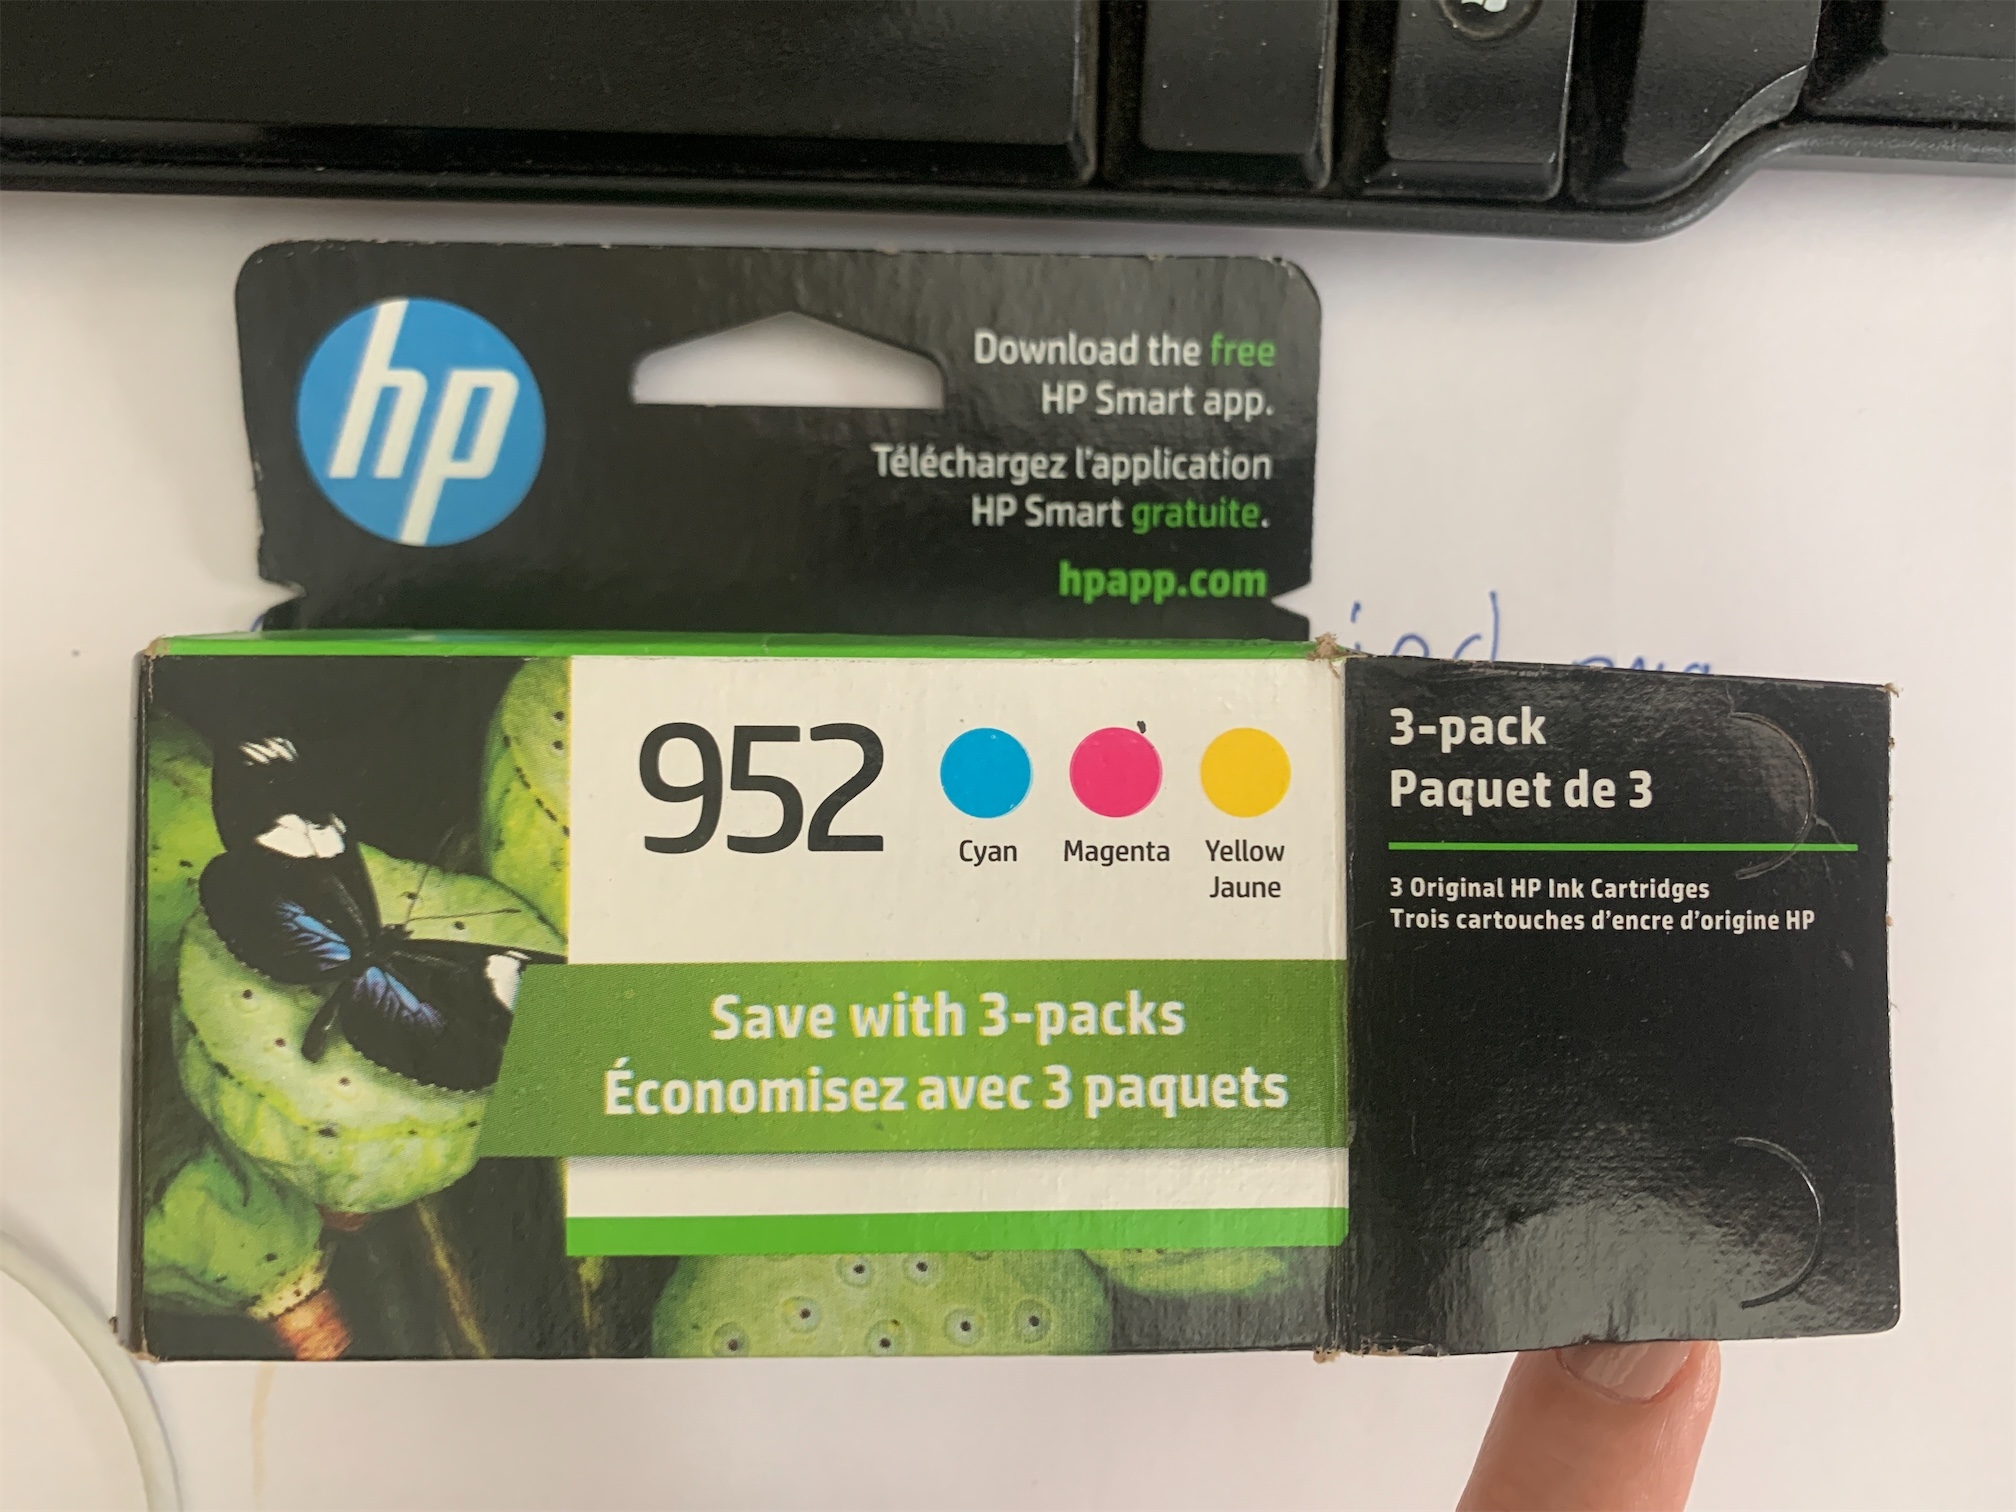 hp
Download the free
HP Smart app.
Téléchargez l'application
HP Smart gratuite.
hpapp.com
952
Cyan
Magenta
Yellow
Jaune
Save with 3-packs
Économisez avec 3 paquets
3-pack
Paquet de 3
3 Original HP Ink Cartridges
Trois cartouches d'encre d'origine HP